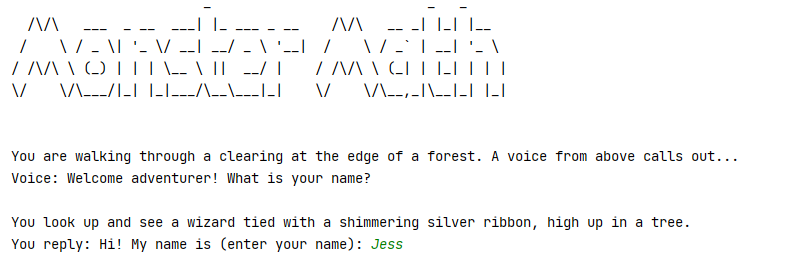 Monster Math
You are walking through a clearing at the edge of a forest. A voice from above calls out...
Voice: Welcome adventurer! What is your name?
You look up and see a wizard tied with a shimmering silver ribbon, high up in a tree.
You reply: Hi! My name is (enter your name): Jess